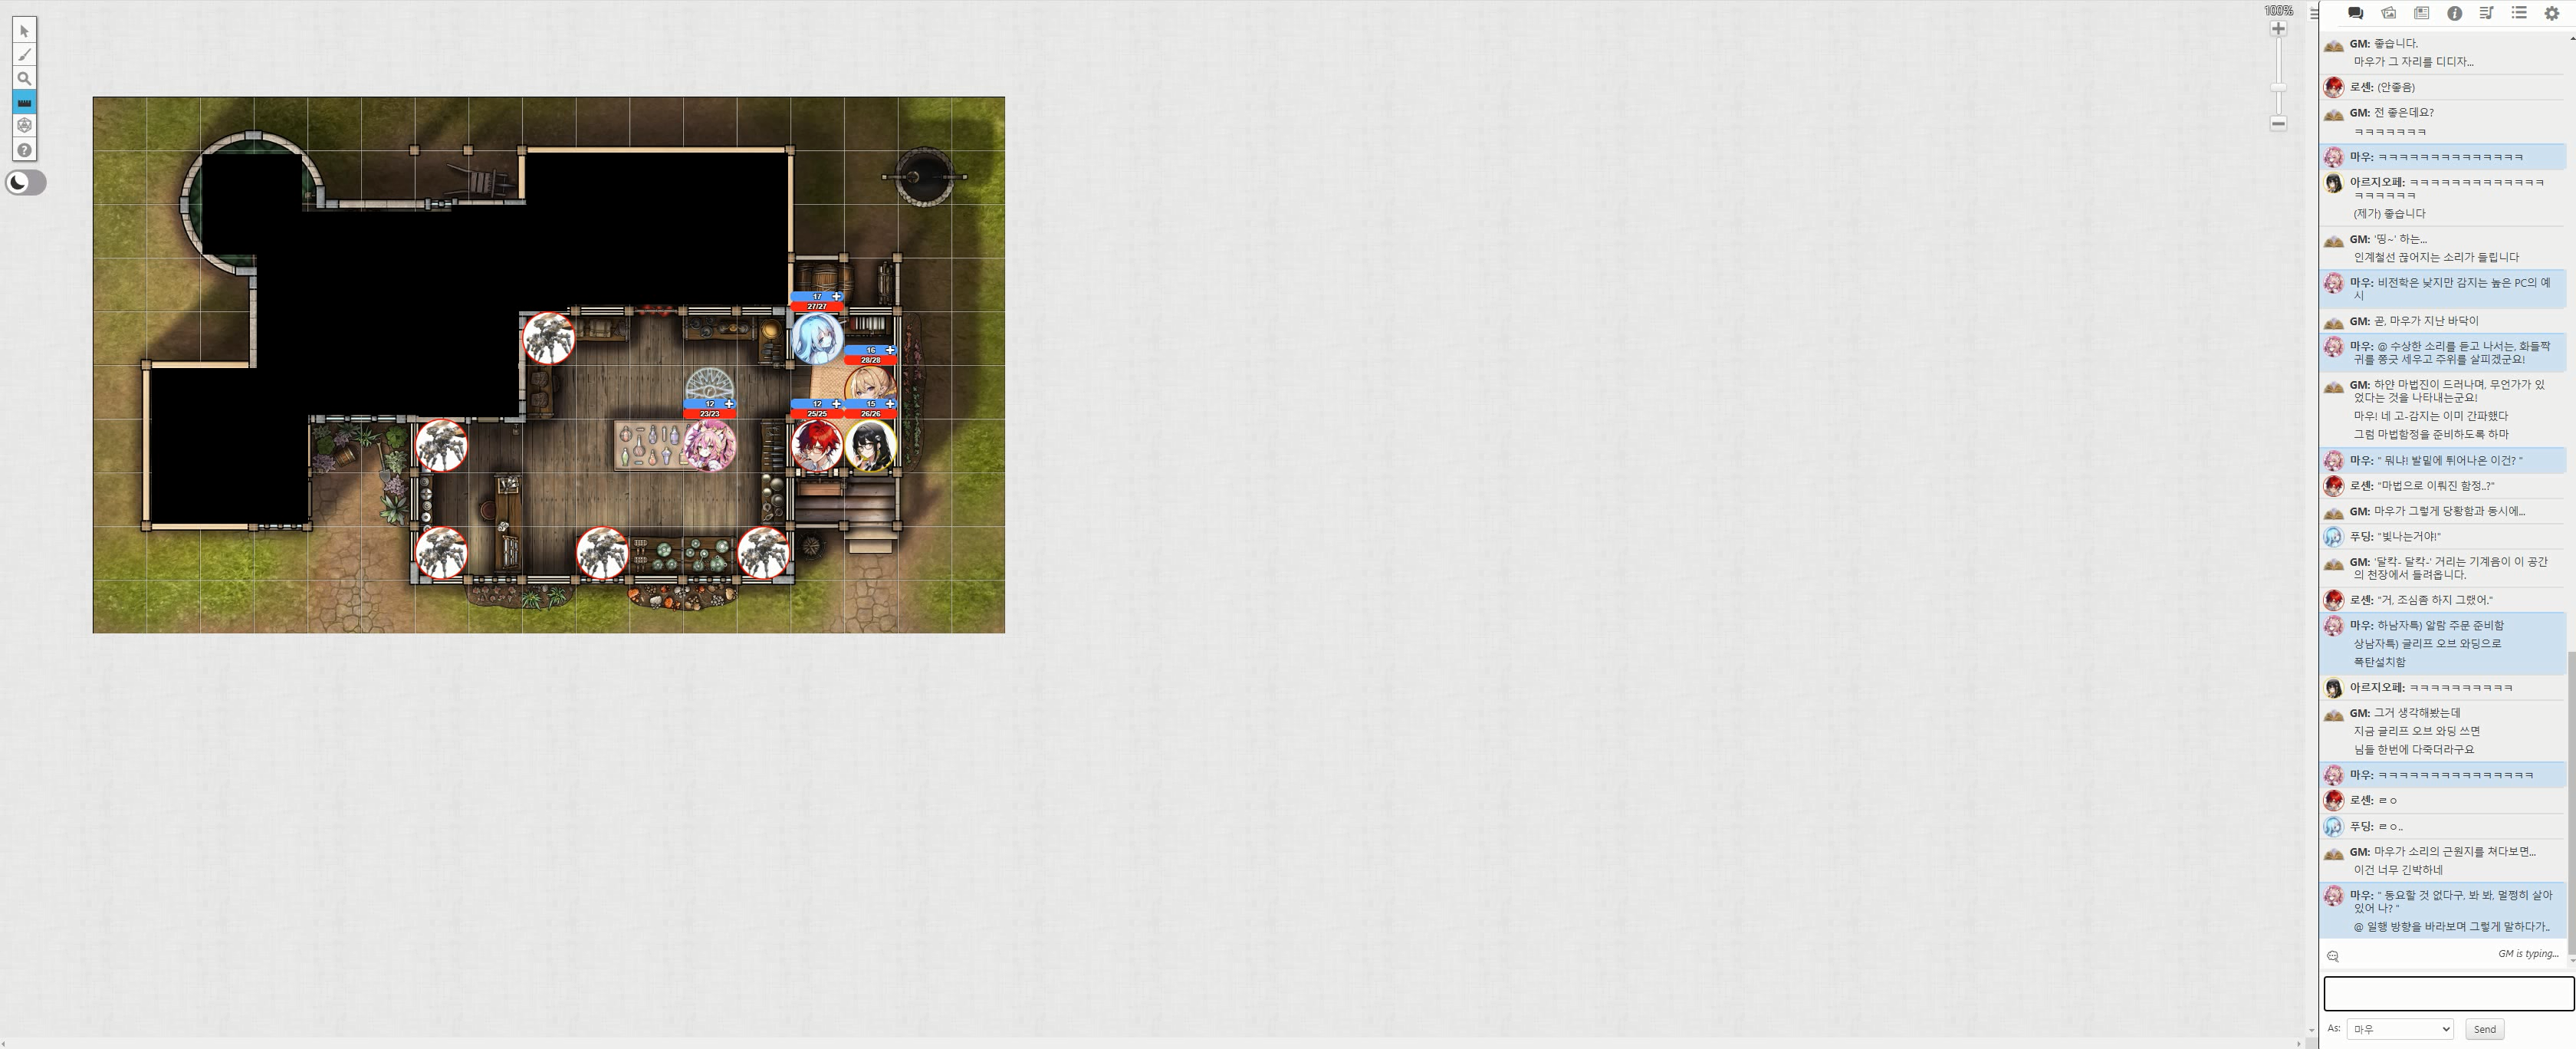 100%
GM: 좋습니다.
마우가 그 자리를 디디자...
로센: (안좋음)
GM: 전 좋은데요?
ㅋㅋㅋㅋㅋㅋㅋ
마우: ㅋㅋㅋㅋㅋㅋㅋㅋㅋㅋㅋㅋㅋㅋ
아르지오페: ㅋㅋㅋㅋㅋㅋㅋㅋㅋㅋㅋㅋㅋ
ㅋㅋㅋㅋㅋㅋ
(제가) 좋습니다
GM: '띵~' 하는...
인계철선 끊어지는 소리가 들립니다
마우: 비전학은 낮지만 감지는 높은 PC의 예
시
GM: 곧, 마우가 지난 바닥이
마우: @ 수상한 소리를 듣고 나서는, 화들짝
귀를 쫑긋 세우고 주위를 살피겠군요!
GM: 하얀 마법진이 드러나며, 무언가가 있
었다는 것을 나타내는군요!
마우! 네 고-감지는 이미 간파했다
그럼 마법함정을 준비하도록 하마
마우: " 뭐냐! 발밑에 튀어나온 이건? "
로센: "마법으로 이뤄진 함정..?"
GM: 마우가 그렇게 당황함과 동시에...
푸딩: "빛나는거야!"
GM: '달칵- 달칵-' 거리는 기계음이 이 공간
의 천장에서 들려옵니다.
로센: "거, 조심좀 하지 그랬어."
마우: 하남자특) 알람 주문 준비함
상남자특) 글리프 오브 와딩으로
폭탄설치함
아르지오페: ㅋㅋㅋㅋㅋㅋㅋㅋㅋㅋ
GM: 그거 생각해봤는데
지금 글리프 오브 와딩 쓰면
님들 한번에 다죽더라구요
마우: ㅋㅋㅋㅋㅋㅋㅋㅋㅋㅋㅋㅋㅋㅋㅋ
로센: ㄹㅇ
푸딩: ㄹㅇ..
GM: 마우가 소리의 근원지를 쳐다보면...
이건 너무 긴박하네
마우: " 동요할 것 없다구, 봐 봐, 멀쩡히 살아
있어 나? "
@ 일행 방향을 바라보며 그렇게 말하다가..
GM is typing...
As: 마우 Send
17
27/27
16
28/28
12
23/23
12
25/25
15
26/26